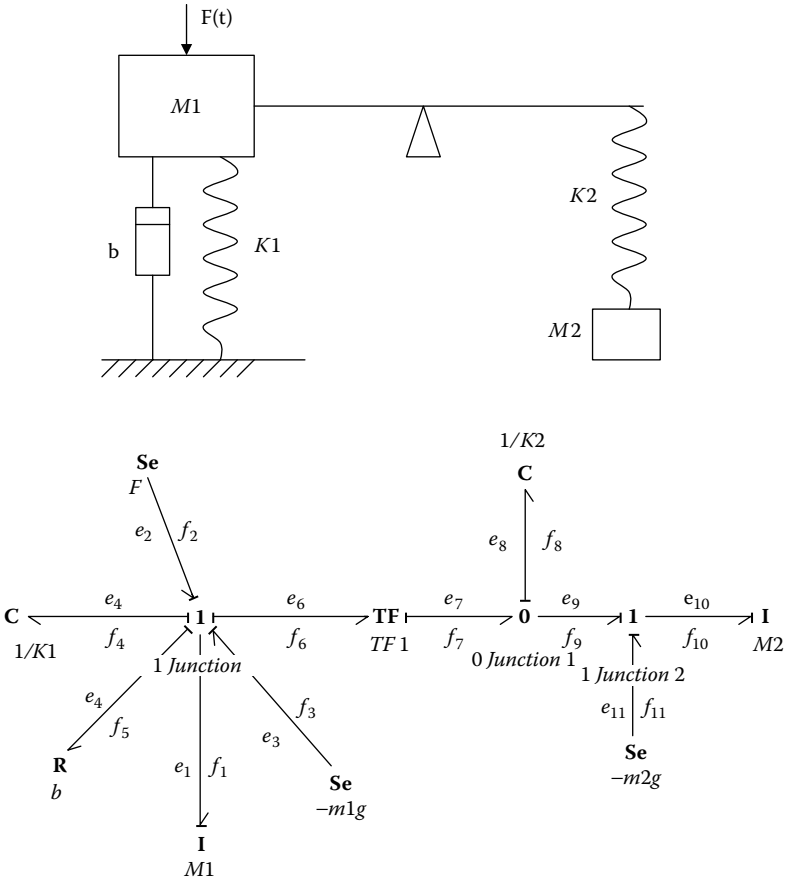 F(t)
M1
K2
b
K1
M2
1/K2
Se
C
F
e₂ f₂
e₈ f₈
e₄ e₆ e₇ e₉ e₁₀
C 1 TF 0 1 I
f₄ f₆ TF 1 f₇ f₉ f₁₀ M2
1/K1
1 Junction 0 Junction 1 1 Junction 2
e₄ f₃ e₁₁ f₁₁
f₅ e₃
R Se
b −m2g
e₁ f₁
Se
−m1g
I
M1